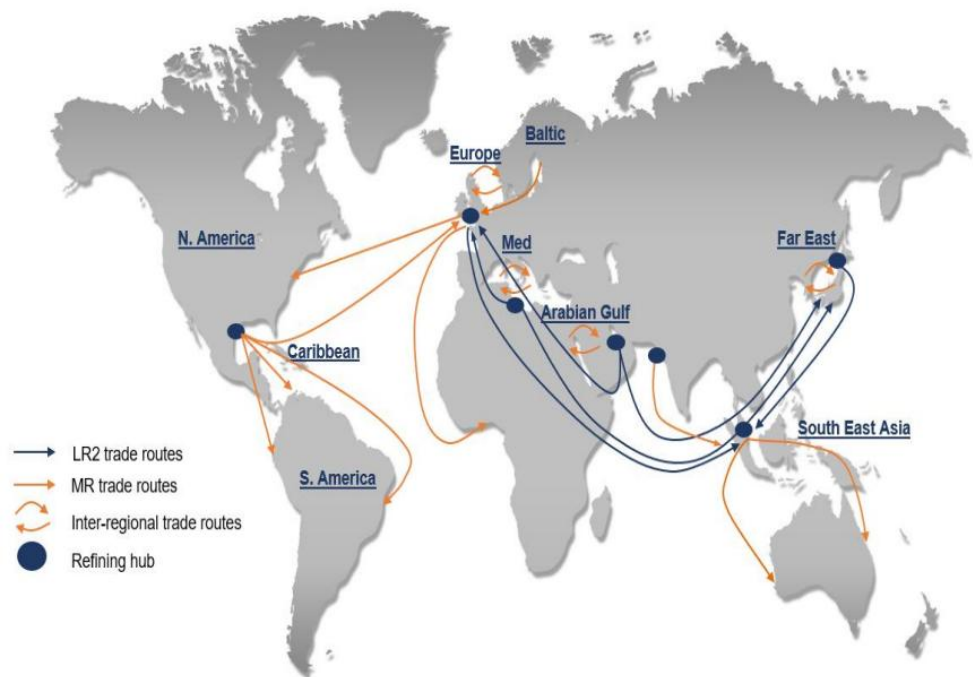 Baltic
Europe
N. America
Med
Far East
Arabian Gulf
Caribbean
South East Asia
S. America
LR2 trade routes
MR trade routes
Inter-regional trade routes
Refining hub